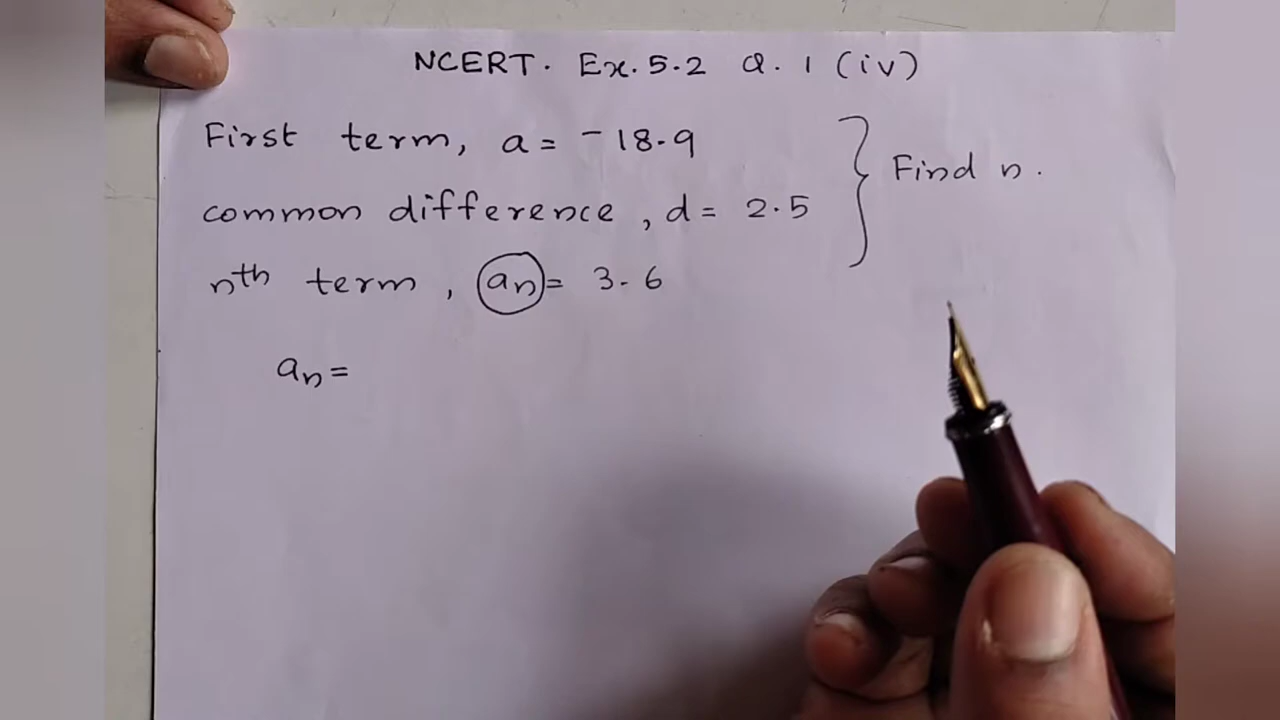 NCERT. Ex. 5.2 Q. 1 (iv)
First term, a = -18.9
common difference, d = 2.5
nth term, an = 3.6
Find n.
an =